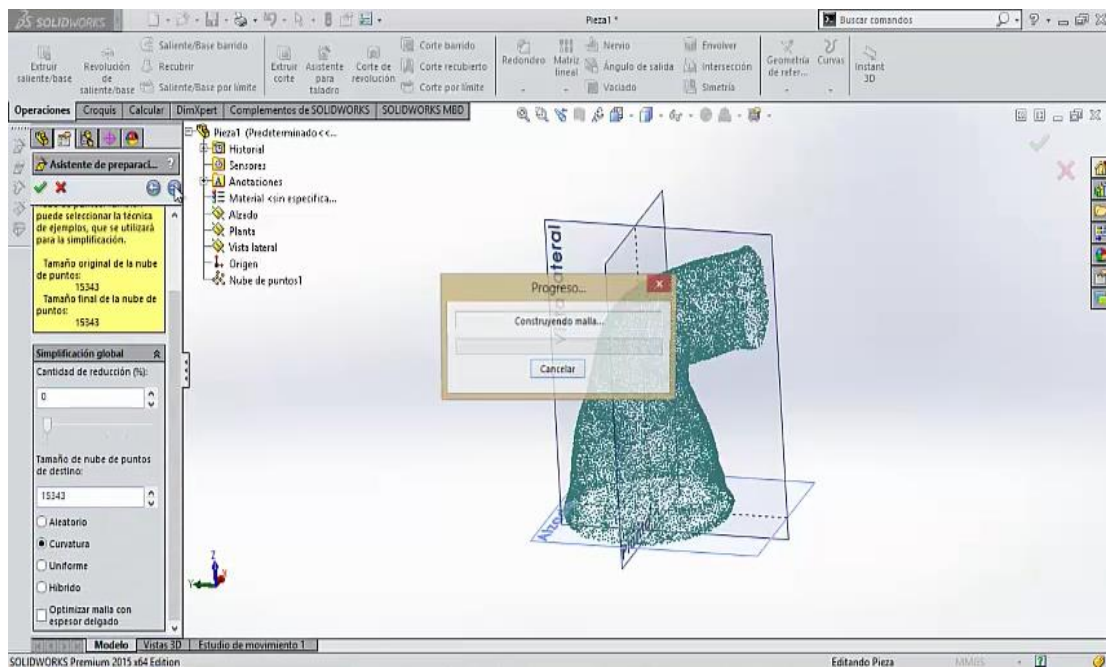 SOLIDWORKS
Pieza1 *
Buscar comandos
Extruir saliente/base
Revolución de saliente/base
Saliente/Base barrido
Recubrir
Saliente/Base por límite
Extruir corte
Asistente para taladro
Corte de revolución
Corte barrido
Corte recubierto
Corte por límite
Redondeo
Matriz lineal
Nervio
Ángulo de salida
Vaciado
Envolver
Intersección
Simetría
Geometría de refer...
Curvas
Instant 3D
Operaciones
Croquis
Calcular
DimXpert
Complementos de SOLIDWORKS
SOLIDWORKS MBD
Asistente de preparaci...
?
puede seleccionar la técnica
de ejemplos, que se utilizará
para la simplificación.
Tamaño original de la nube
de puntos:
15343
Tamaño final de la nube de
puntos:
15343
Simplificación global
Cantidad de reducción (%):
0
Tamaño de nube de puntos
de destino:
15343
Aleatorio
Curvatura
Uniforme
Híbrido
Optimizar malla con
espesor delgado
Pieza1 (Predeterminado<<...
Historial
Sensores
Anotaciones
Material <sin especifica...
Alzado
Planta
Vista lateral
Origen
Nube de puntos1
Vista lateral
Progreso...
Construyendo malla...
Cancelar
Z
Y
Modelo
Vistas 3D
Estudio de movimiento 1
SOLIDWORKS Premium 2015 x64 Edition
Editando Pieza
MMGS